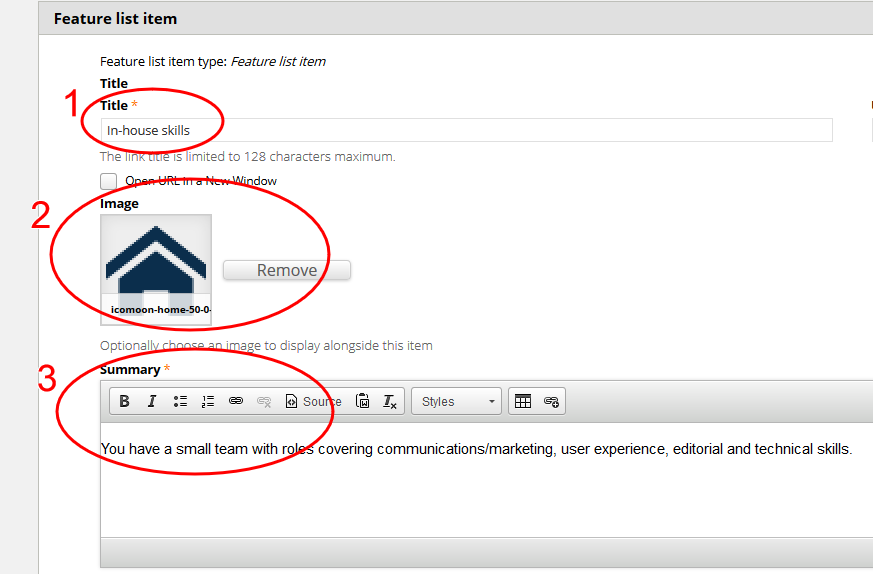 Feature list item
Feature list item type: Feature list item
Title
1
Title *
In-house skills
The link title is limited to 128 characters maximum.
Open URL in a New Window
2
Image
Remove
icomoon-home-50-0-
Optionally choose an image to display alongside this item
3
Summary *
B I Source Tx Styles
You have a small team with roles covering communications/marketing, user experience, editorial and technical skills.